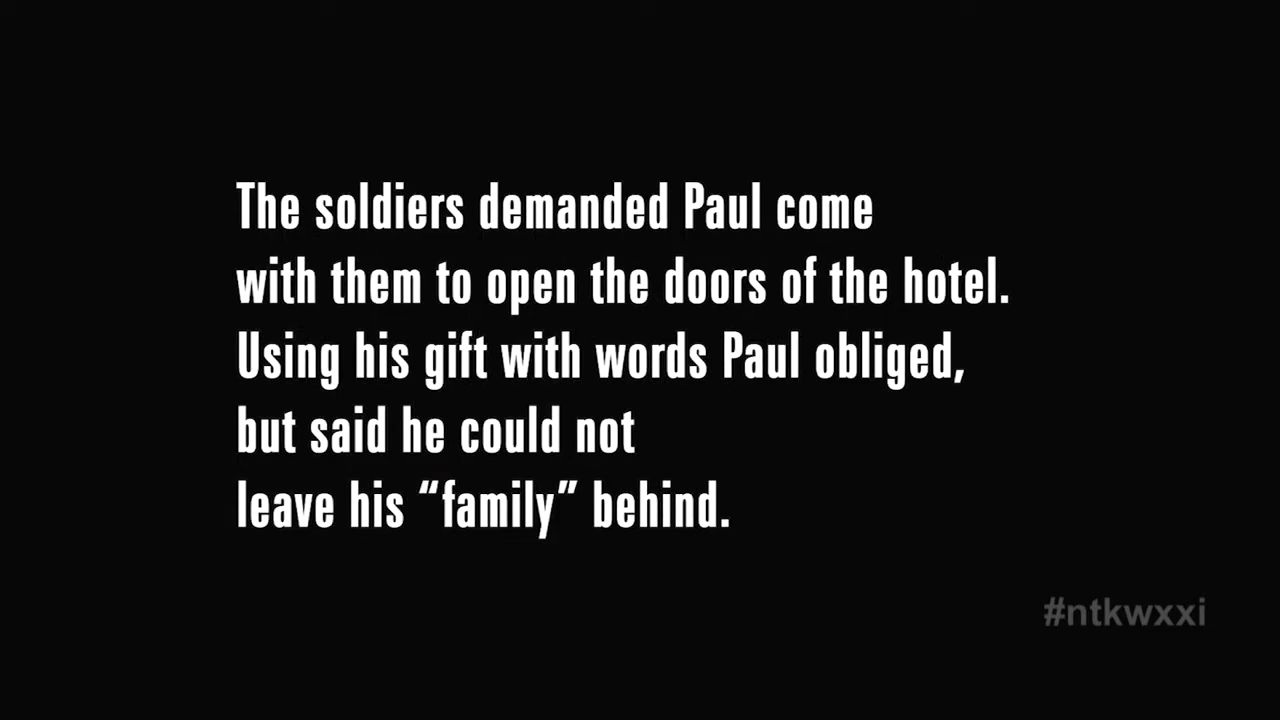 The soldiers demanded Paul come
with them to open the doors of the hotel.
Using his gift with words Paul obliged,
but said he could not
leave his “family” behind.
#ntkwxxi